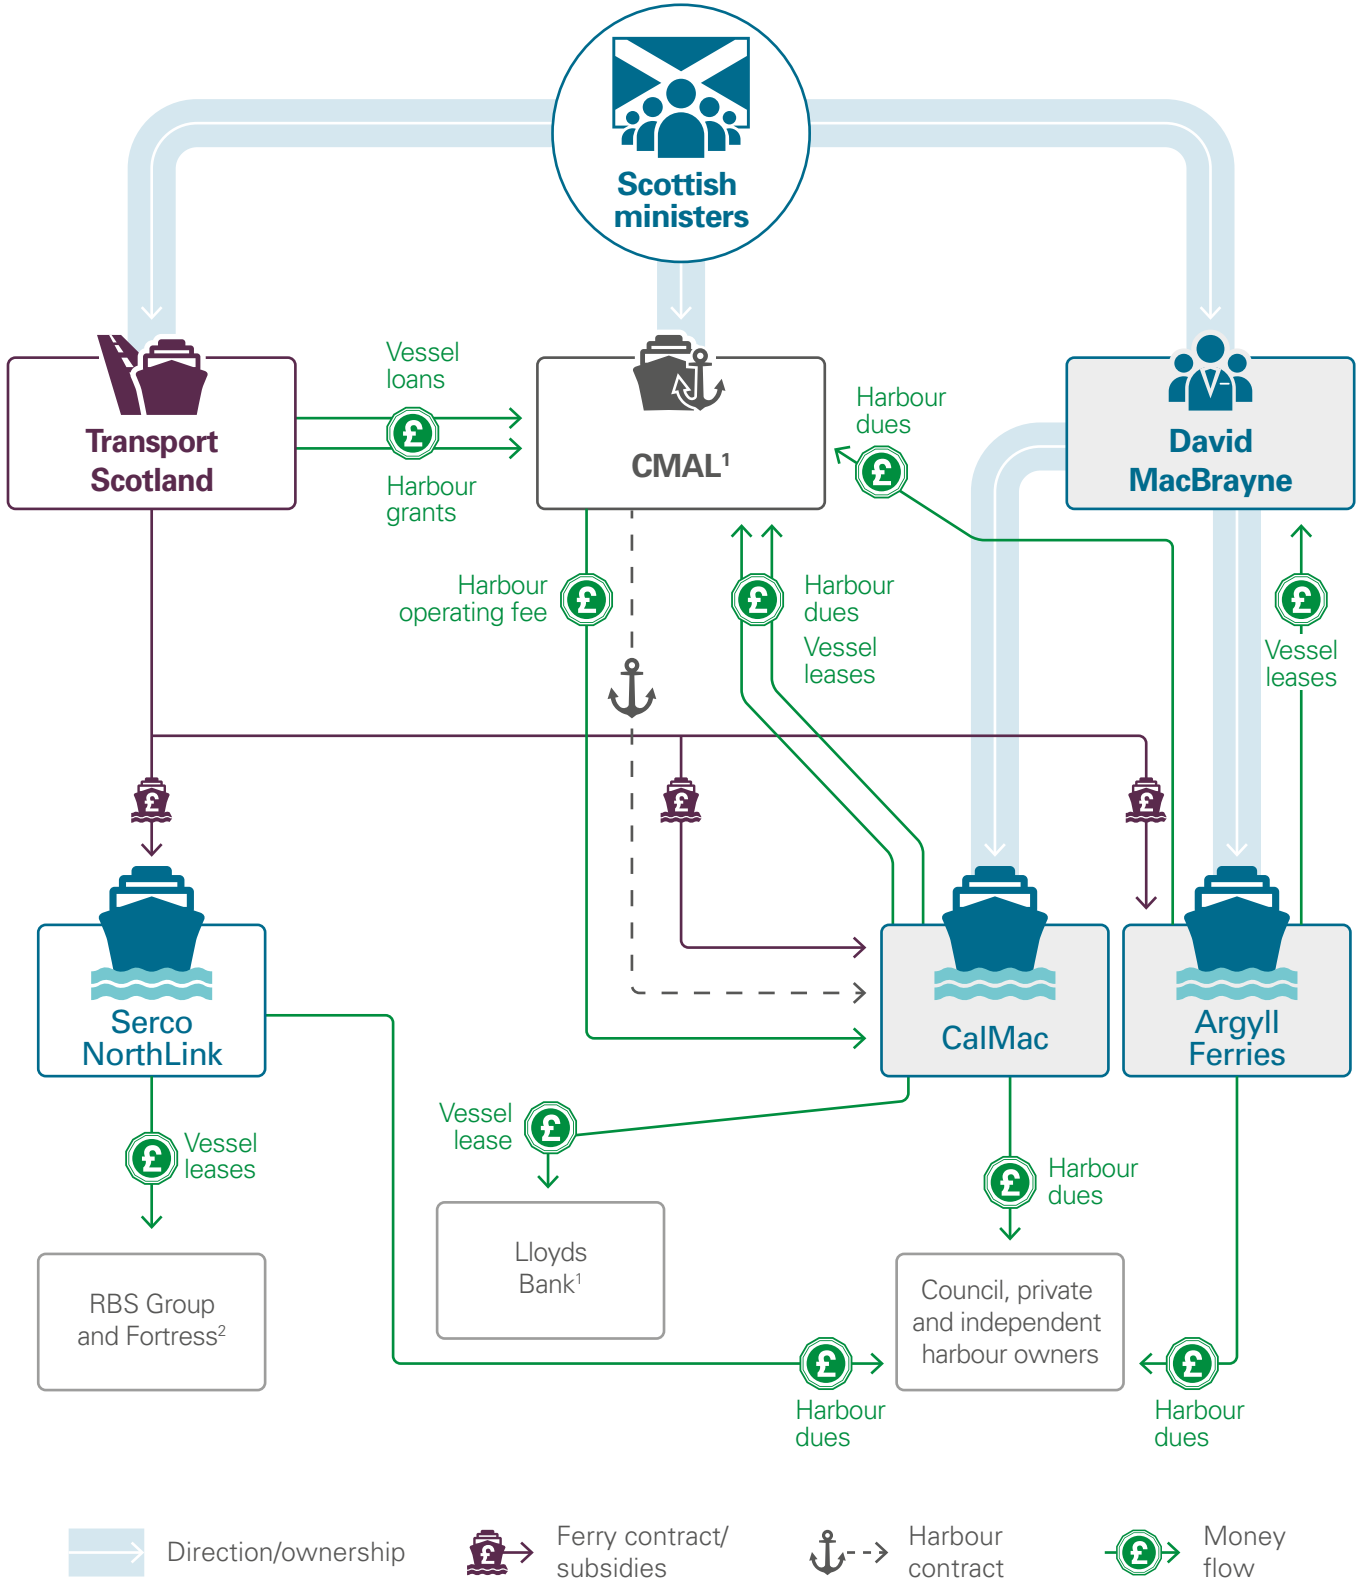 Scottish
ministers
Transport
Scotland
Vessel
loans
£
Harbour
grants
CMAL¹
Harbour
dues
£
David
MacBrayne
Harbour
operating fee
£
£
Harbour
dues
Vessel
leases
£
Vessel
leases
£
£
£
Serco
NorthLink
CalMac
Argyll
Ferries
£
Vessel
leases
Vessel
lease
£
£
Harbour
dues
RBS Group
and Fortress²
Lloyds
Bank¹
Council, private
and independent
harbour owners
£
Harbour
dues
£
Harbour
dues
Direction/ownership
£
Ferry contract/
subsidies
Harbour
contract
£
Money
flow